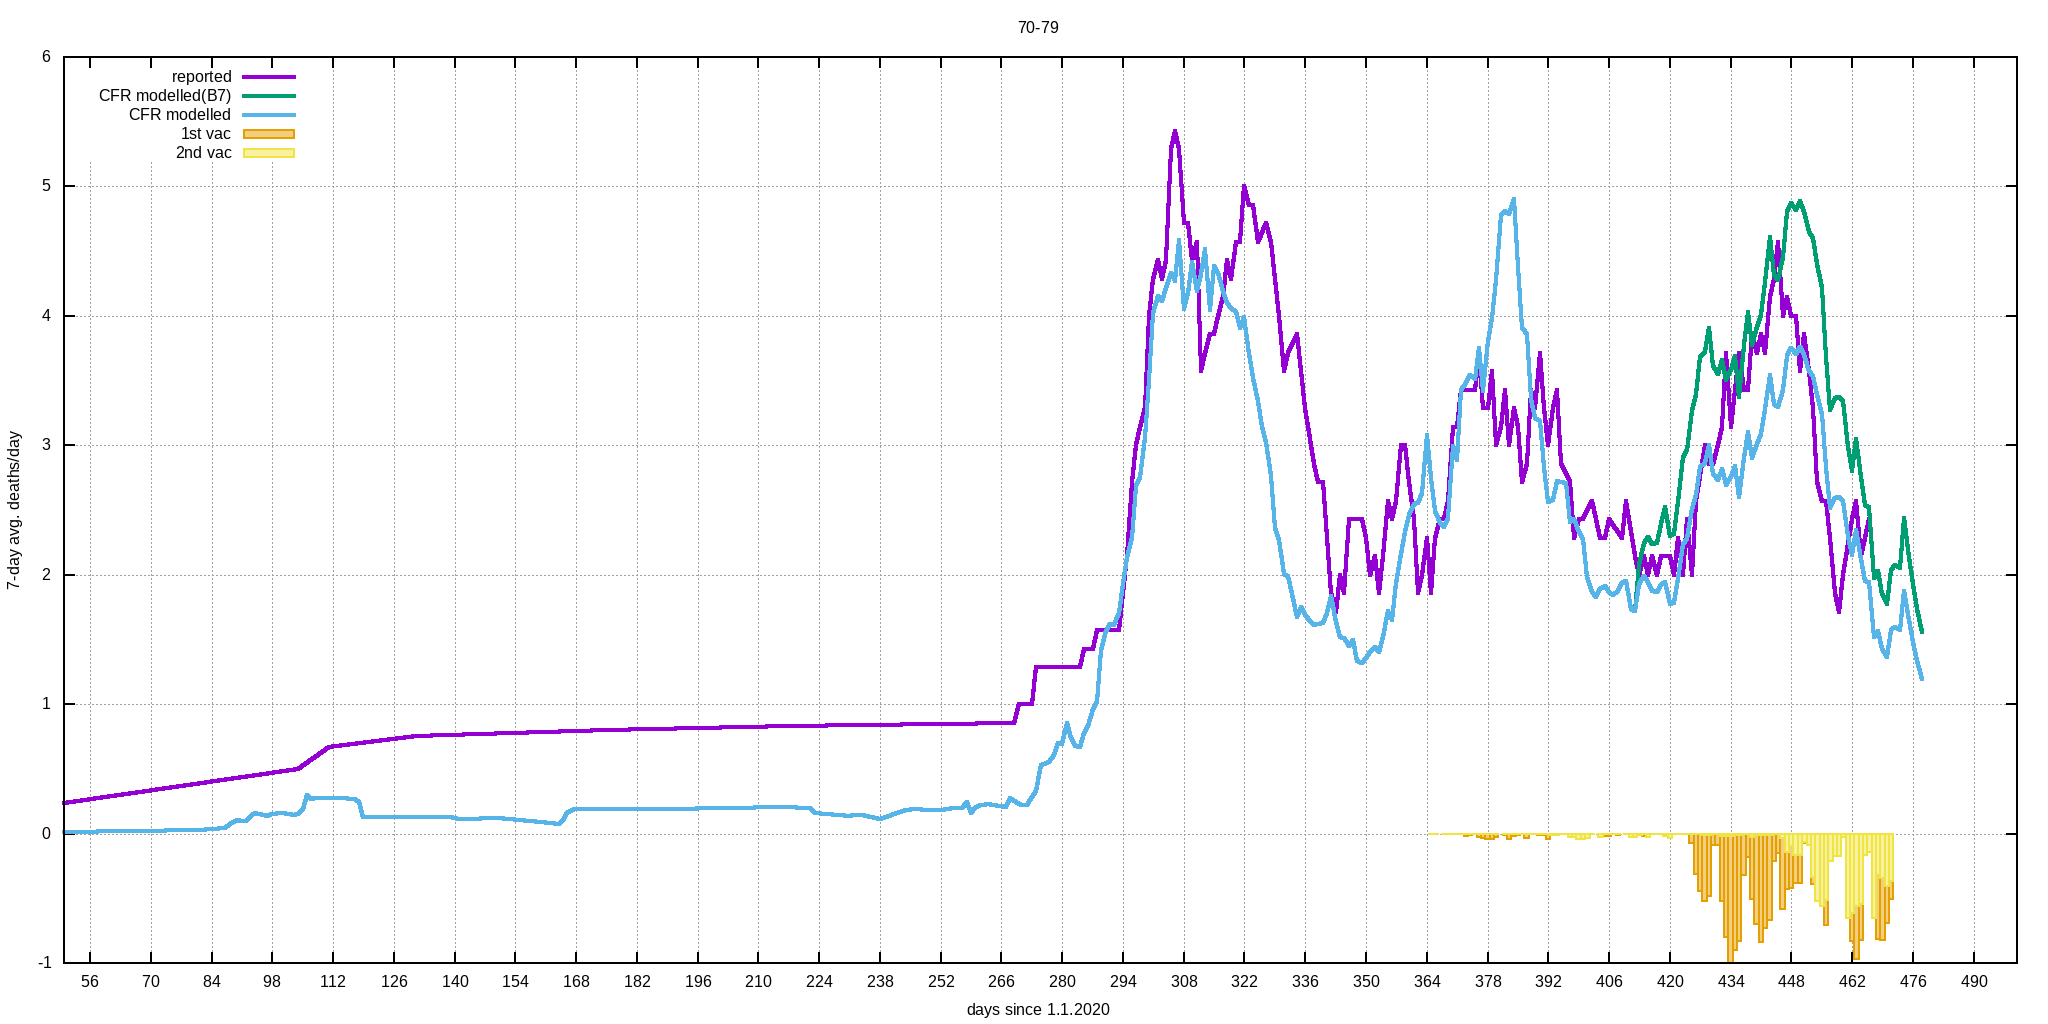 70-79
6
5
4
3
2
1
0
-1
7-day avg. deaths/day
reported
CFR modelled(B7)
CFR modelled
1st vac
2nd vac
56 70 84 98 112 126 140 154 168 182 196 210 224 238 252 266 280 294 308 322 336 350 364 378 392 406 420 434 448 462 476 490
days since 1.1.2020